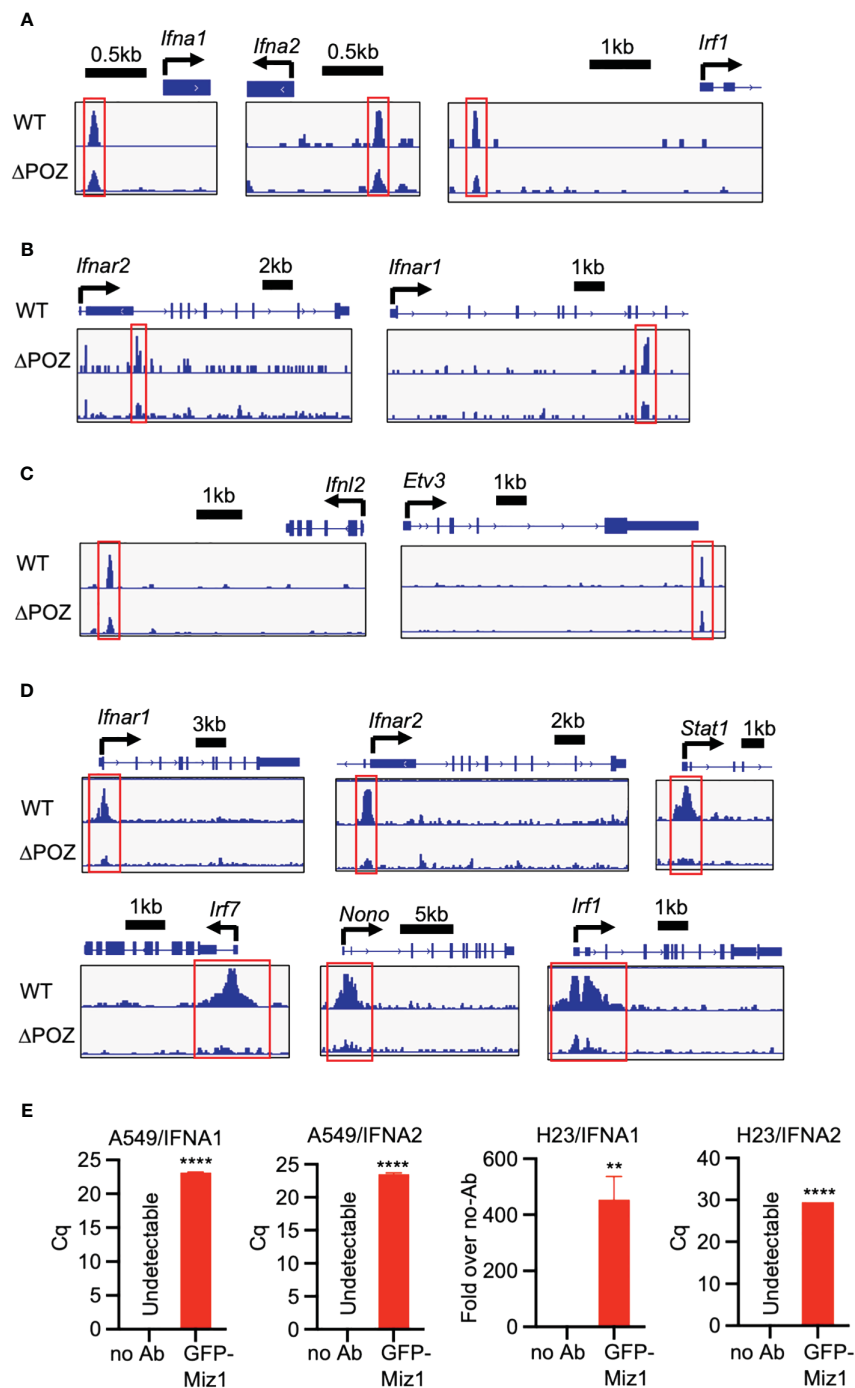 A
0.5kb Ifna1 Ifna2 0.5kb 1kb Irf1
WT
ΔPOZ
B
Ifnar2 2kb Ifnar1 1kb
WT
ΔPOZ
C
1kb Ifnl2 Etv3 1kb
WT
ΔPOZ
D
Ifnar1 3kb Ifnar2 2kb Stat1 1kb
WT
ΔPOZ
1kb Irf7 Nono 5kb Irf1 1kb
WT
ΔPOZ
E
A549/IFNA1
Cq
25
20
15
10
5
0
Undetectable
****
no Ab
GFP-
Miz1
A549/IFNA2
Cq
25
20
15
10
5
0
Undetectable
****
no Ab
GFP-
Miz1
H23/IFNA1
Fold over no-Ab
600
400
200
0
**
no Ab
GFP-
Miz1
H23/IFNA2
Cq
40
30
20
10
0
Undetectable
****
no Ab
GFP-
Miz1